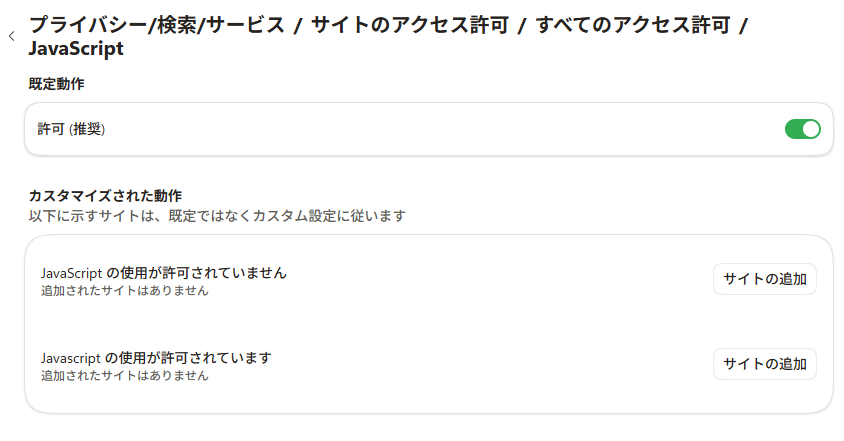 プライバシー/検索/サービス / サイトのアクセス許可 / すべてのアクセス許可 /
JavaScript
既定動作
許可 (推奨)
カスタマイズされた動作
以下に示すサイトは、既定ではなくカスタム設定に従います
JavaScript の使用が許可されていません
追加されたサイトはありません
サイトの追加
Javascript の使用が許可されています
追加されたサイトはありません
サイトの追加